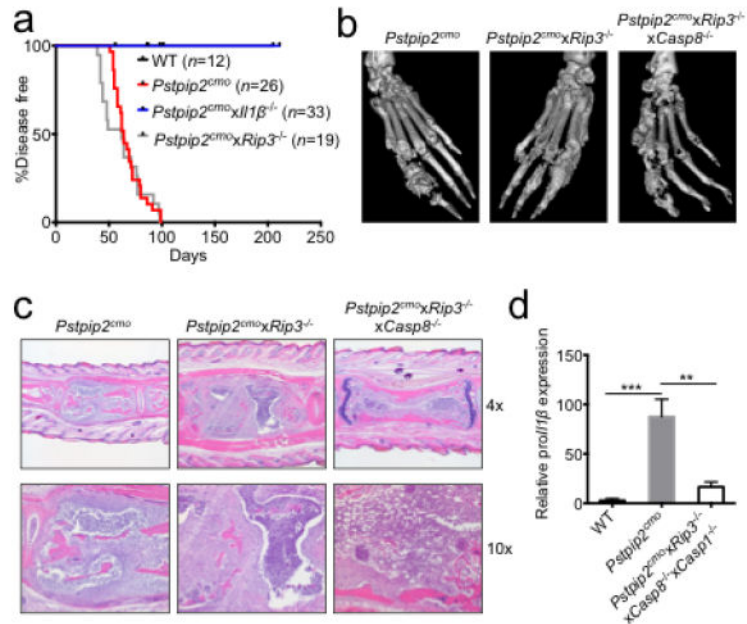 a
%Disease free
100
50
0
0 50 100 150 200 250
Days
WT (n=12)
Pstpip2cmo (n=26)
Pstpip2cmoxIl1β-/- (n=33)
Pstpip2cmoxRip3-/- (n=19)
b
Pstpip2cmo
Pstpip2cmoxRip3-/-
Pstpip2cmoxRip3-/-
xCasp8-/-
c
Pstpip2cmo
Pstpip2cmoxRip3-/-
Pstpip2cmoxRip3-/-
xCasp8-/-
4x
10x
d
Relative proIl1β expression
150
100
50
0
***
**
WT
Pstpip2cmo
Pstpip2cmoxRip3-/-
xCasp8-/-xCasp1-/-